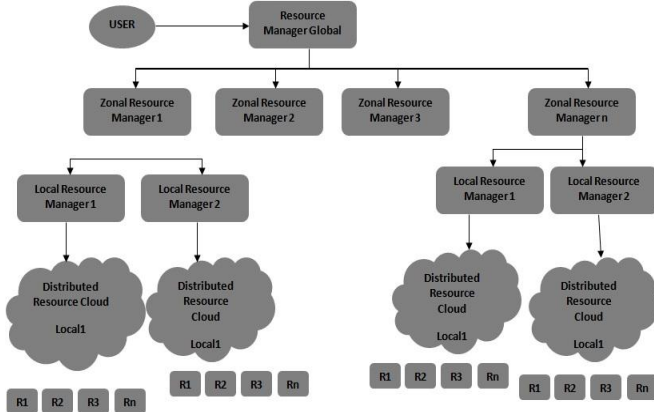 USER
Resource
Manager Global
Zonal Resource
Manager 1
Zonal Resource
Manager 2
Zonal Resource
Manager 3
Zonal Resource
Manager n
Local Resource
Manager 1
Local Resource
Manager 2
Local Resource
Manager 1
Local Resource
Manager 2
Distributed
Resource Cloud
Local1
Distributed
Resource
Cloud
Local1
Distributed
Resource
Cloud
Local1
Distributed
Resource
Cloud
Local1
R1 R2 R3 Rn
R1 R2 R3 Rn
R1 R2 R3 Rn
R1 R2 R3 Rn